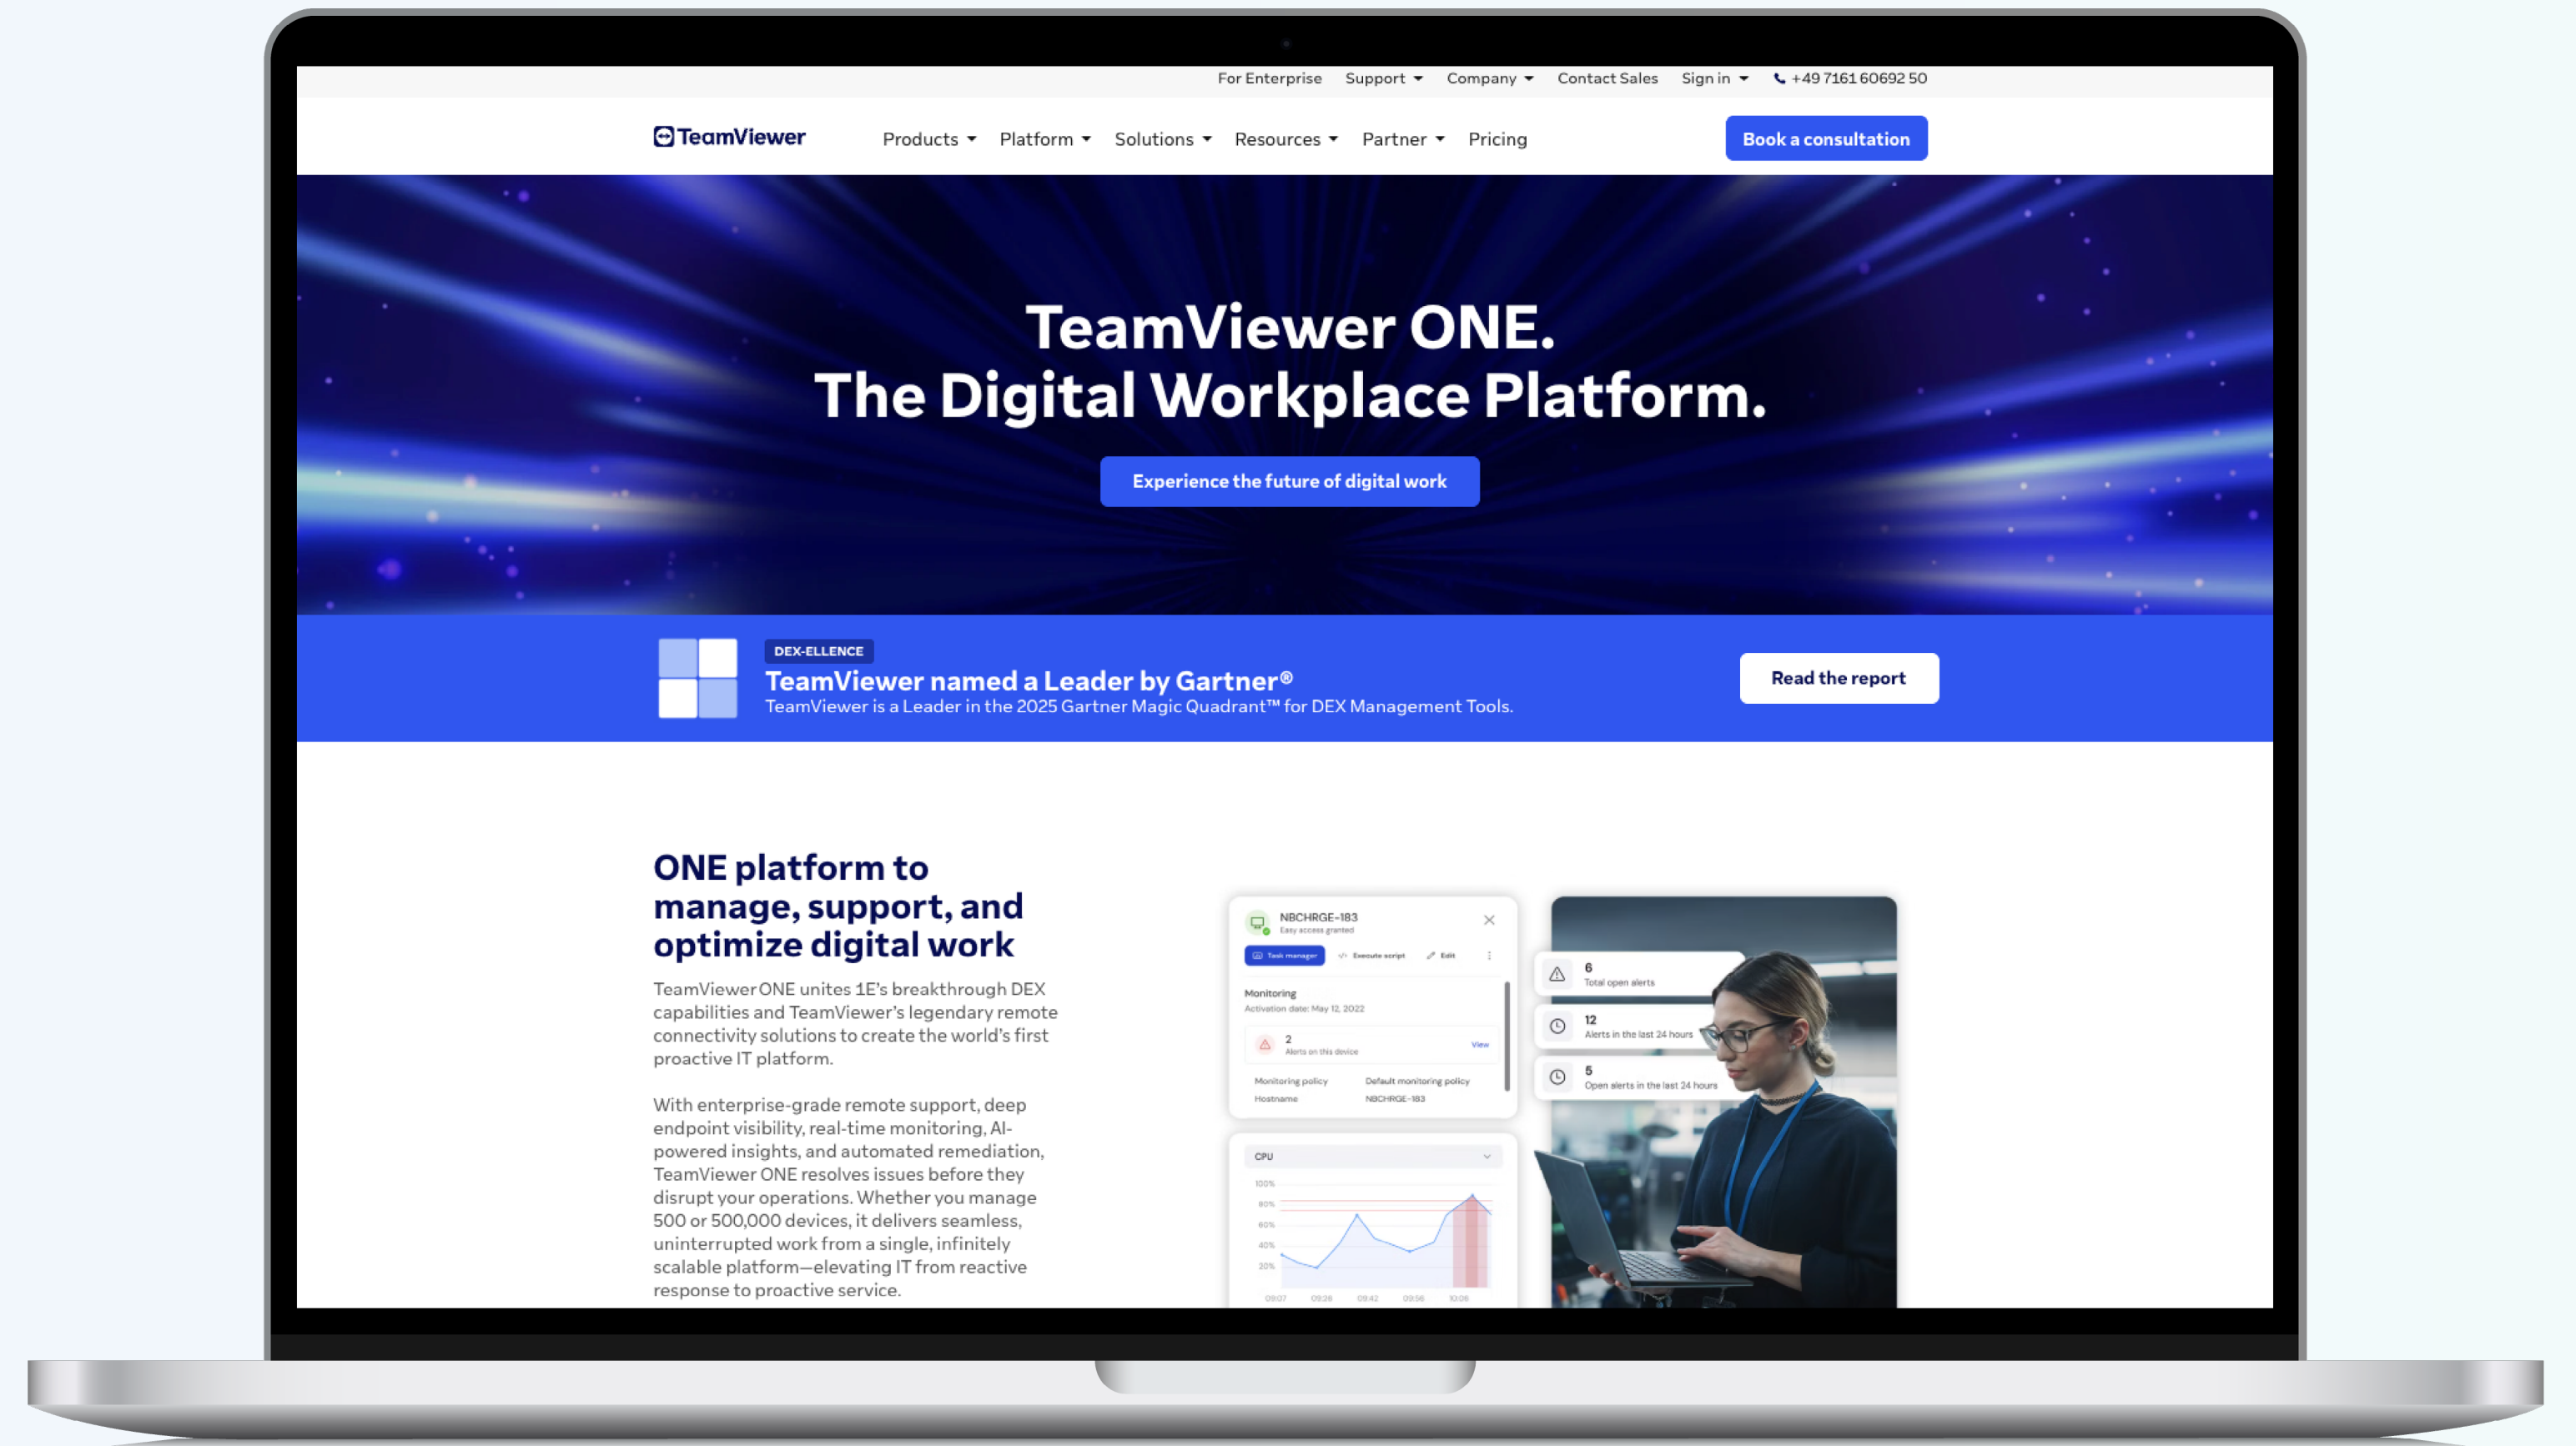 For Enterprise Support Company Contact Sales Sign in +49 7161 60692 50
TeamViewer Products Platform Solutions Resources Partner Pricing Book a consultation
TeamViewer ONE.
The Digital Workplace Platform.
Experience the future of digital work
DEX-ELLENCE
TeamViewer named a Leader by Gartner®
TeamViewer is a Leader in the 2025 Gartner Magic Quadrant™ for DEX Management Tools.
Read the report
ONE platform to
manage, support, and
optimize digital work
TeamViewer ONE unites 1E’s breakthrough DEX
capabilities and TeamViewer’s legendary remote
connectivity solutions to create the world’s first
proactive IT platform.
With enterprise-grade remote support, deep
endpoint visibility, real-time monitoring, AI-
powered insights, and automated remediation,
TeamViewer ONE resolves issues before they
disrupt your operations. Whether you manage
500 or 500,000 devices, it delivers seamless,
uninterrupted work from a single, infinitely
scalable platform—elevating IT from reactive
response to proactive service.
NBCHRGE-183
Easy access granted
Task manager </> Execute script Edit
Monitoring
Activation date: May 12, 2022
2
Alerts on this device View
Monitoring policy Default monitoring policy
Hostname NBCHRGE-183
CPU
100%
80%
60%
40%
20%
09:07 09:28 09:42 09:56 10:08
6
Total open alerts
12
Alerts in the last 24 hours
5
Open alerts in the last 24 hours